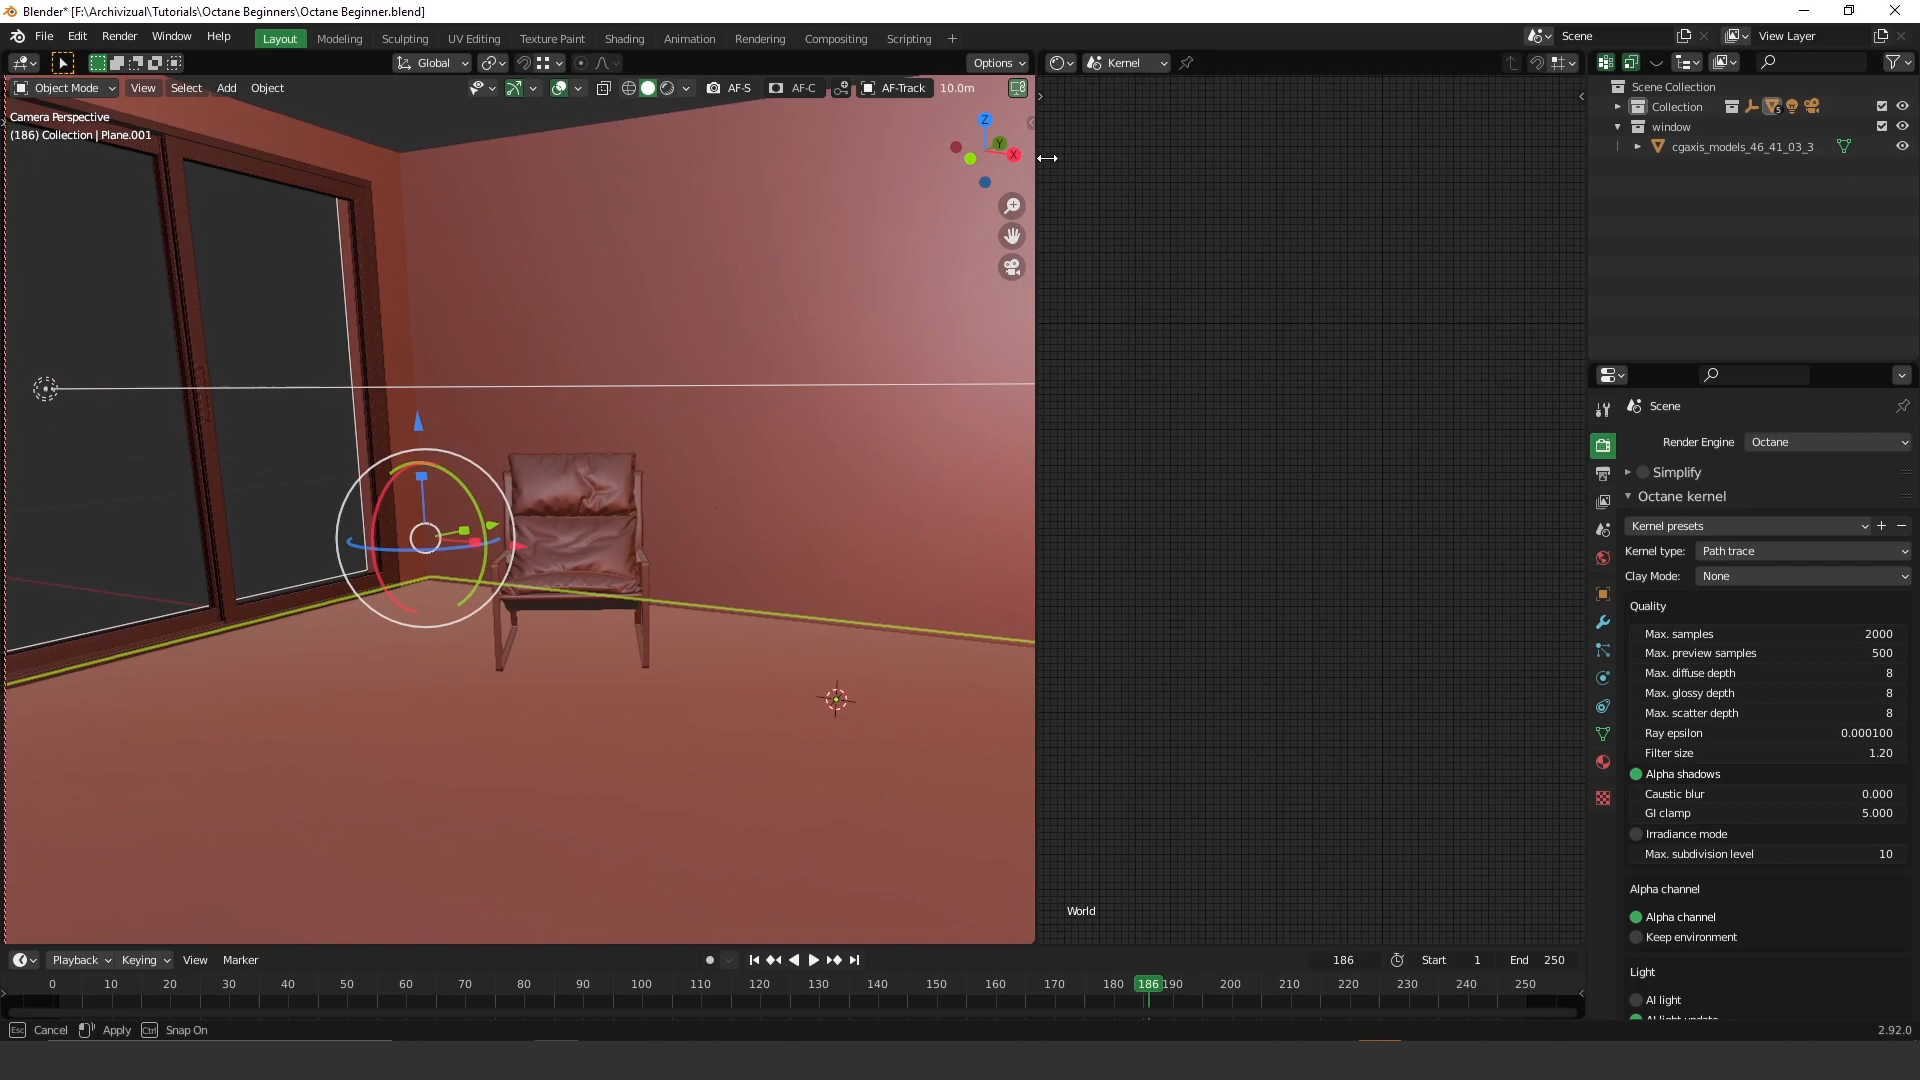 Blender* [F:\Archivizual\Tutorials\Octane Beginners\Octane Beginner.blend]
File Edit Render Window Help
Layout Modeling Sculpting UV Editing Texture Paint Shading Animation Rendering Compositing Scripting +
Scene
View Layer
Global
Options
Kernel
Object Mode View Select Add Object
AF-S AF-C AF-Track 10.0m
Camera Perspective
(186) Collection | Plane.001
Z
Y
X
World
Scene Collection
Collection
5
window
cgaxis_models_46_41_03_3
Scene
Render Engine Octane
Simplify
Octane kernel
Kernel presets
Kernel type: Path trace
Clay Mode: None
Quality
Max. samples 2000
Max. preview samples 500
Max. diffuse depth 8
Max. glossy depth 8
Max. scatter depth 8
Ray epsilon 0.000100
Filter size 1.20
Alpha shadows
Caustic blur 0.000
GI clamp 5.000
Irradiance mode
Max. subdivision level 10
Alpha channel
Alpha channel
Keep environment
Light
AI light
AI light update
Playback Keying View Marker
186 Start 1 End 250
0 10 20 30 40 50 60 70 80 90 100 110 120 130 140 150 160 170 180 186 190 200 210 220 230 240 250
Esc Cancel Apply Ctrl Snap On
2.92.0